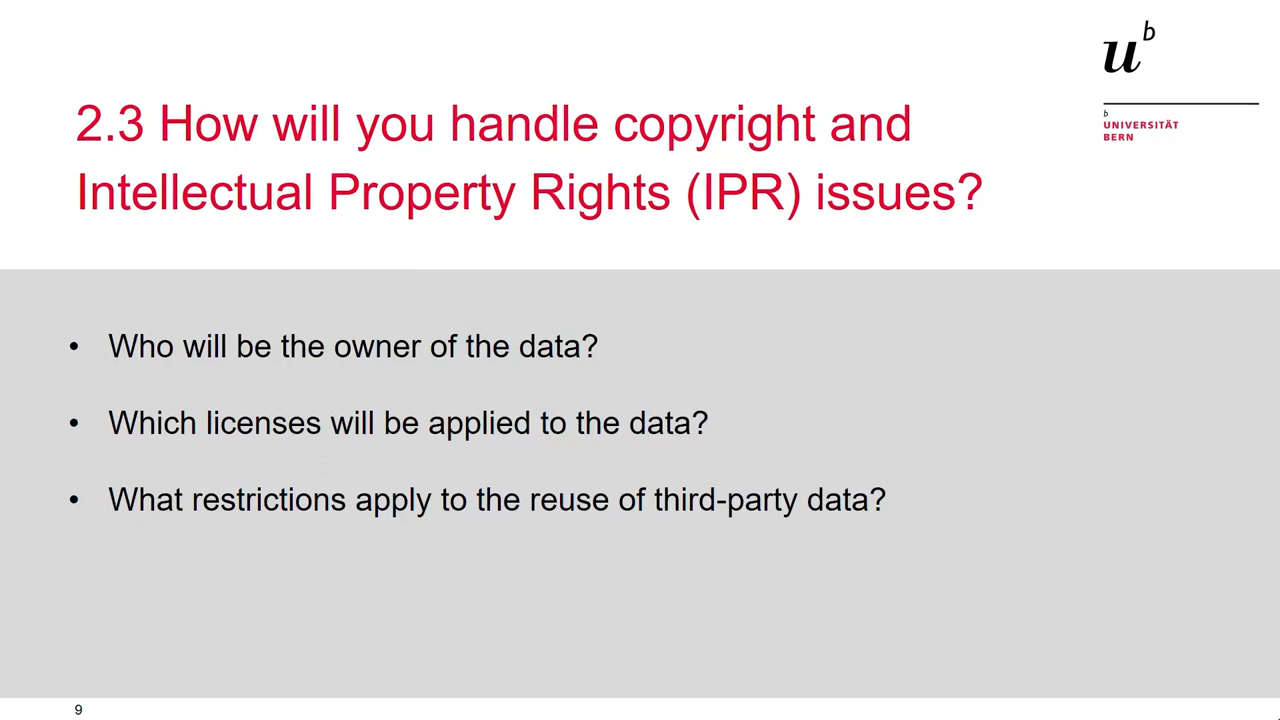 u^b
b
UNIVERSITÄT
BERN
2.3 How will you handle copyright and
Intellectual Property Rights (IPR) issues?
• Who will be the owner of the data?
• Which licenses will be applied to the data?
• What restrictions apply to the reuse of third-party data?
9